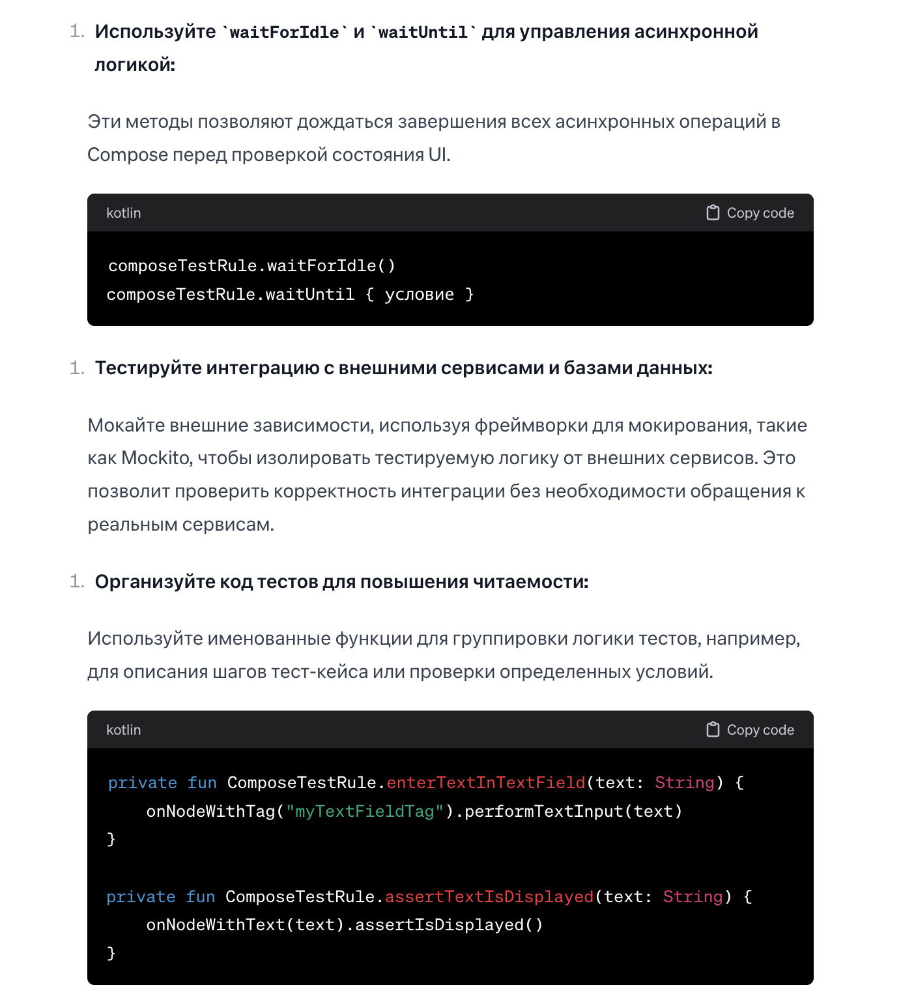 1. Используйте `waitForIdle` и `waitUntil` для управления асинхронной
логикой:
Эти методы позволяют дождаться завершения всех асинхронных операций в
Compose перед проверкой состояния UI.
kotlin Copy code
composeTestRule.waitForIdle()
composeTestRule.waitUntil { условие }
1. Тестируйте интеграцию с внешними сервисами и базами данных:
Мокайте внешние зависимости, используя фреймворки для мокирования, такие
как Mockito, чтобы изолировать тестируемую логику от внешних сервисов. Это
позволит проверить корректность интеграции без необходимости обращения к
реальным сервисам.
1. Организуйте код тестов для повышения читаемости:
Используйте именованные функции для группировки логики тестов, например,
для описания шагов тест-кейса или проверки определенных условий.
kotlin Copy code
private fun ComposeTestRule.enterTextInTextField(text: String) {
    onNodeWithTag("myTextFieldTag").performTextInput(text)
}
private fun ComposeTestRule.assertTextIsDisplayed(text: String) {
    onNodeWithText(text).assertIsDisplayed()
}